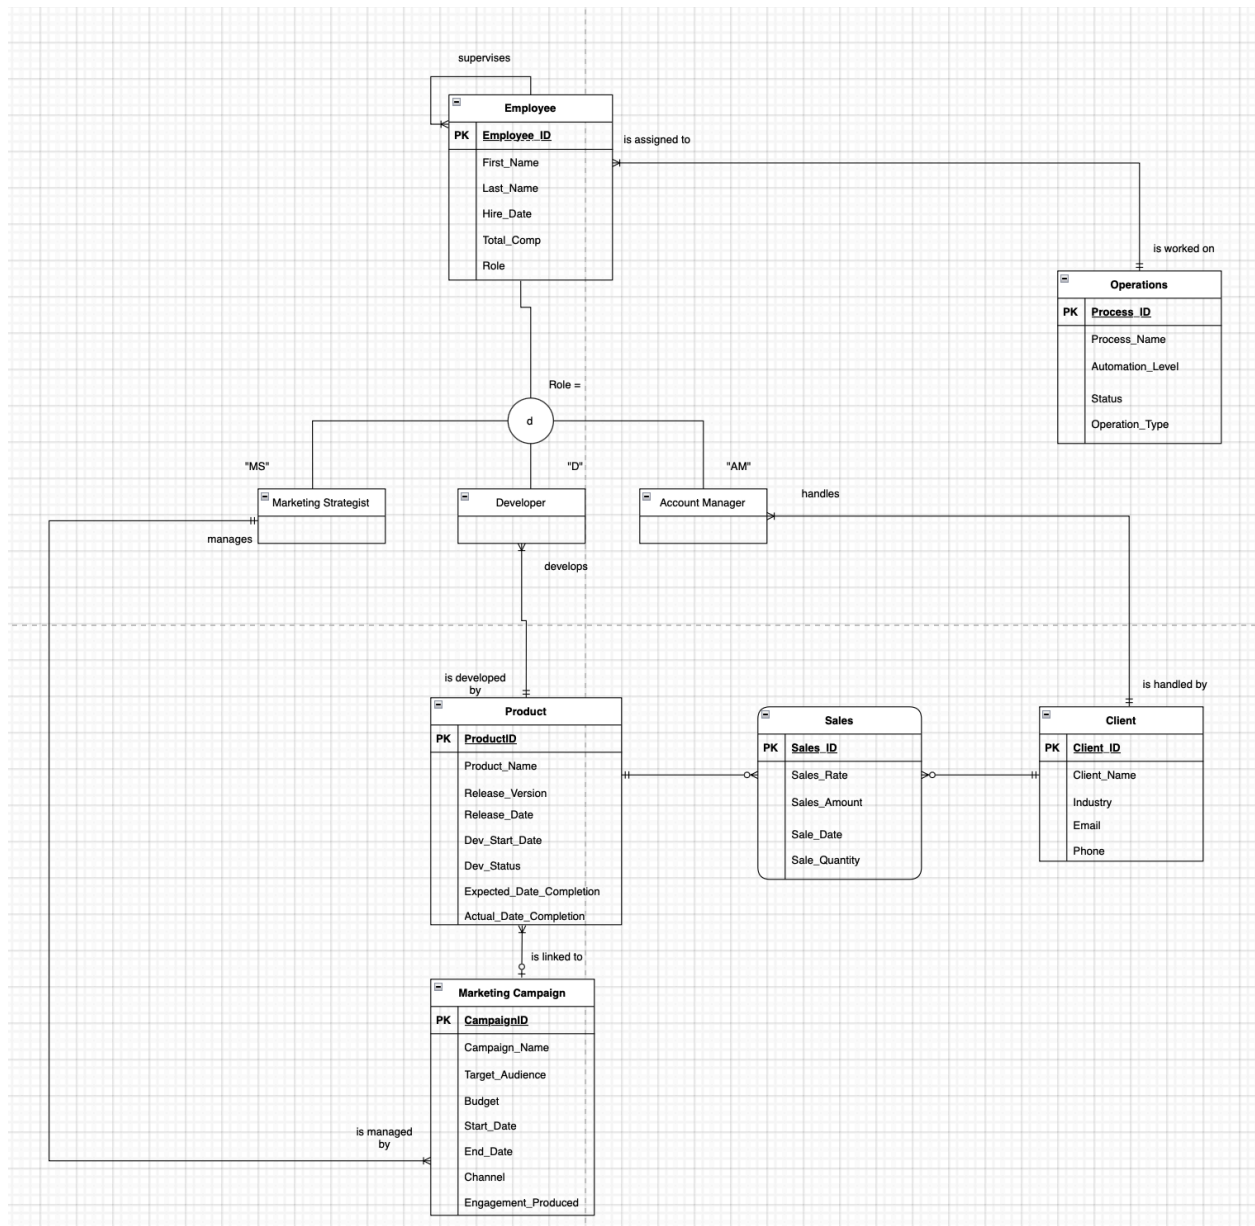 supervises
Employee
PK Employee_ID
First_Name
Last_Name
Hire_Date
Total_Comp
Role
is assigned to
is worked on
Operations
PK Process_ID
Process_Name
Automation_Level
Status
Operation_Type
Role =
d
"MS"
"D"
"AM"
Marketing Strategist
Developer
Account Manager
handles
manages
develops
is developed
by
is handled by
Product
PK ProductID
Product_Name
Release_Version
Release_Date
Dev_Start_Date
Dev_Status
Expected_Date_Completion
Actual_Date_Completion
Sales
PK Sales_ID
Sales_Rate
Sales_Amount
Sale_Date
Sale_Quantity
Client
PK Client_ID
Client_Name
Industry
Email
Phone
is linked to
Marketing Campaign
PK CampaignID
Campaign_Name
Target_Audience
Budget
Start_Date
End_Date
Channel
Engagement_Produced
is managed
by